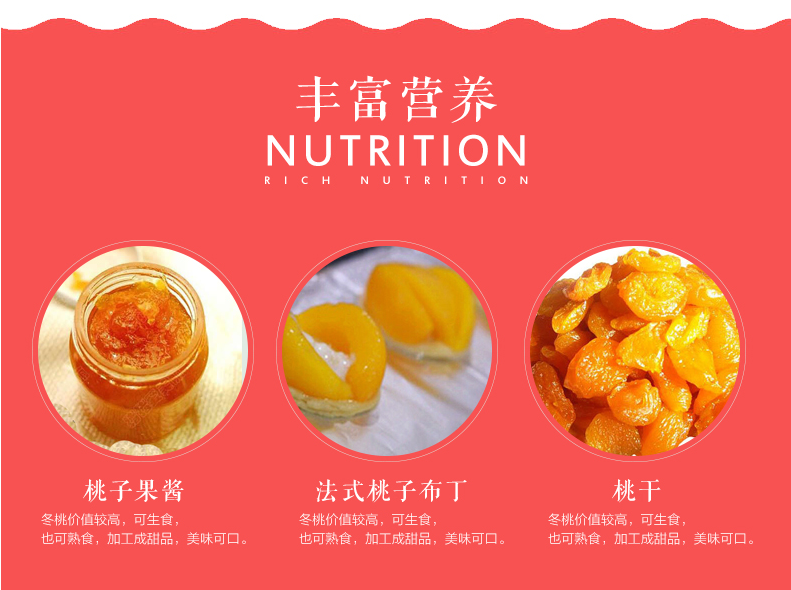 丰富营养
NUTRITION
RICH NUTRITION
桃子果酱
冬桃价值较高，可生食，
也可熟食，加工成甜品，美味可口。
法式桃子布丁
冬桃价值较高，可生食，
也可熟食，加工成甜品，美味可口。
桃干
冬桃价值较高，可生食，
也可熟食，加工成甜品，美味可口。